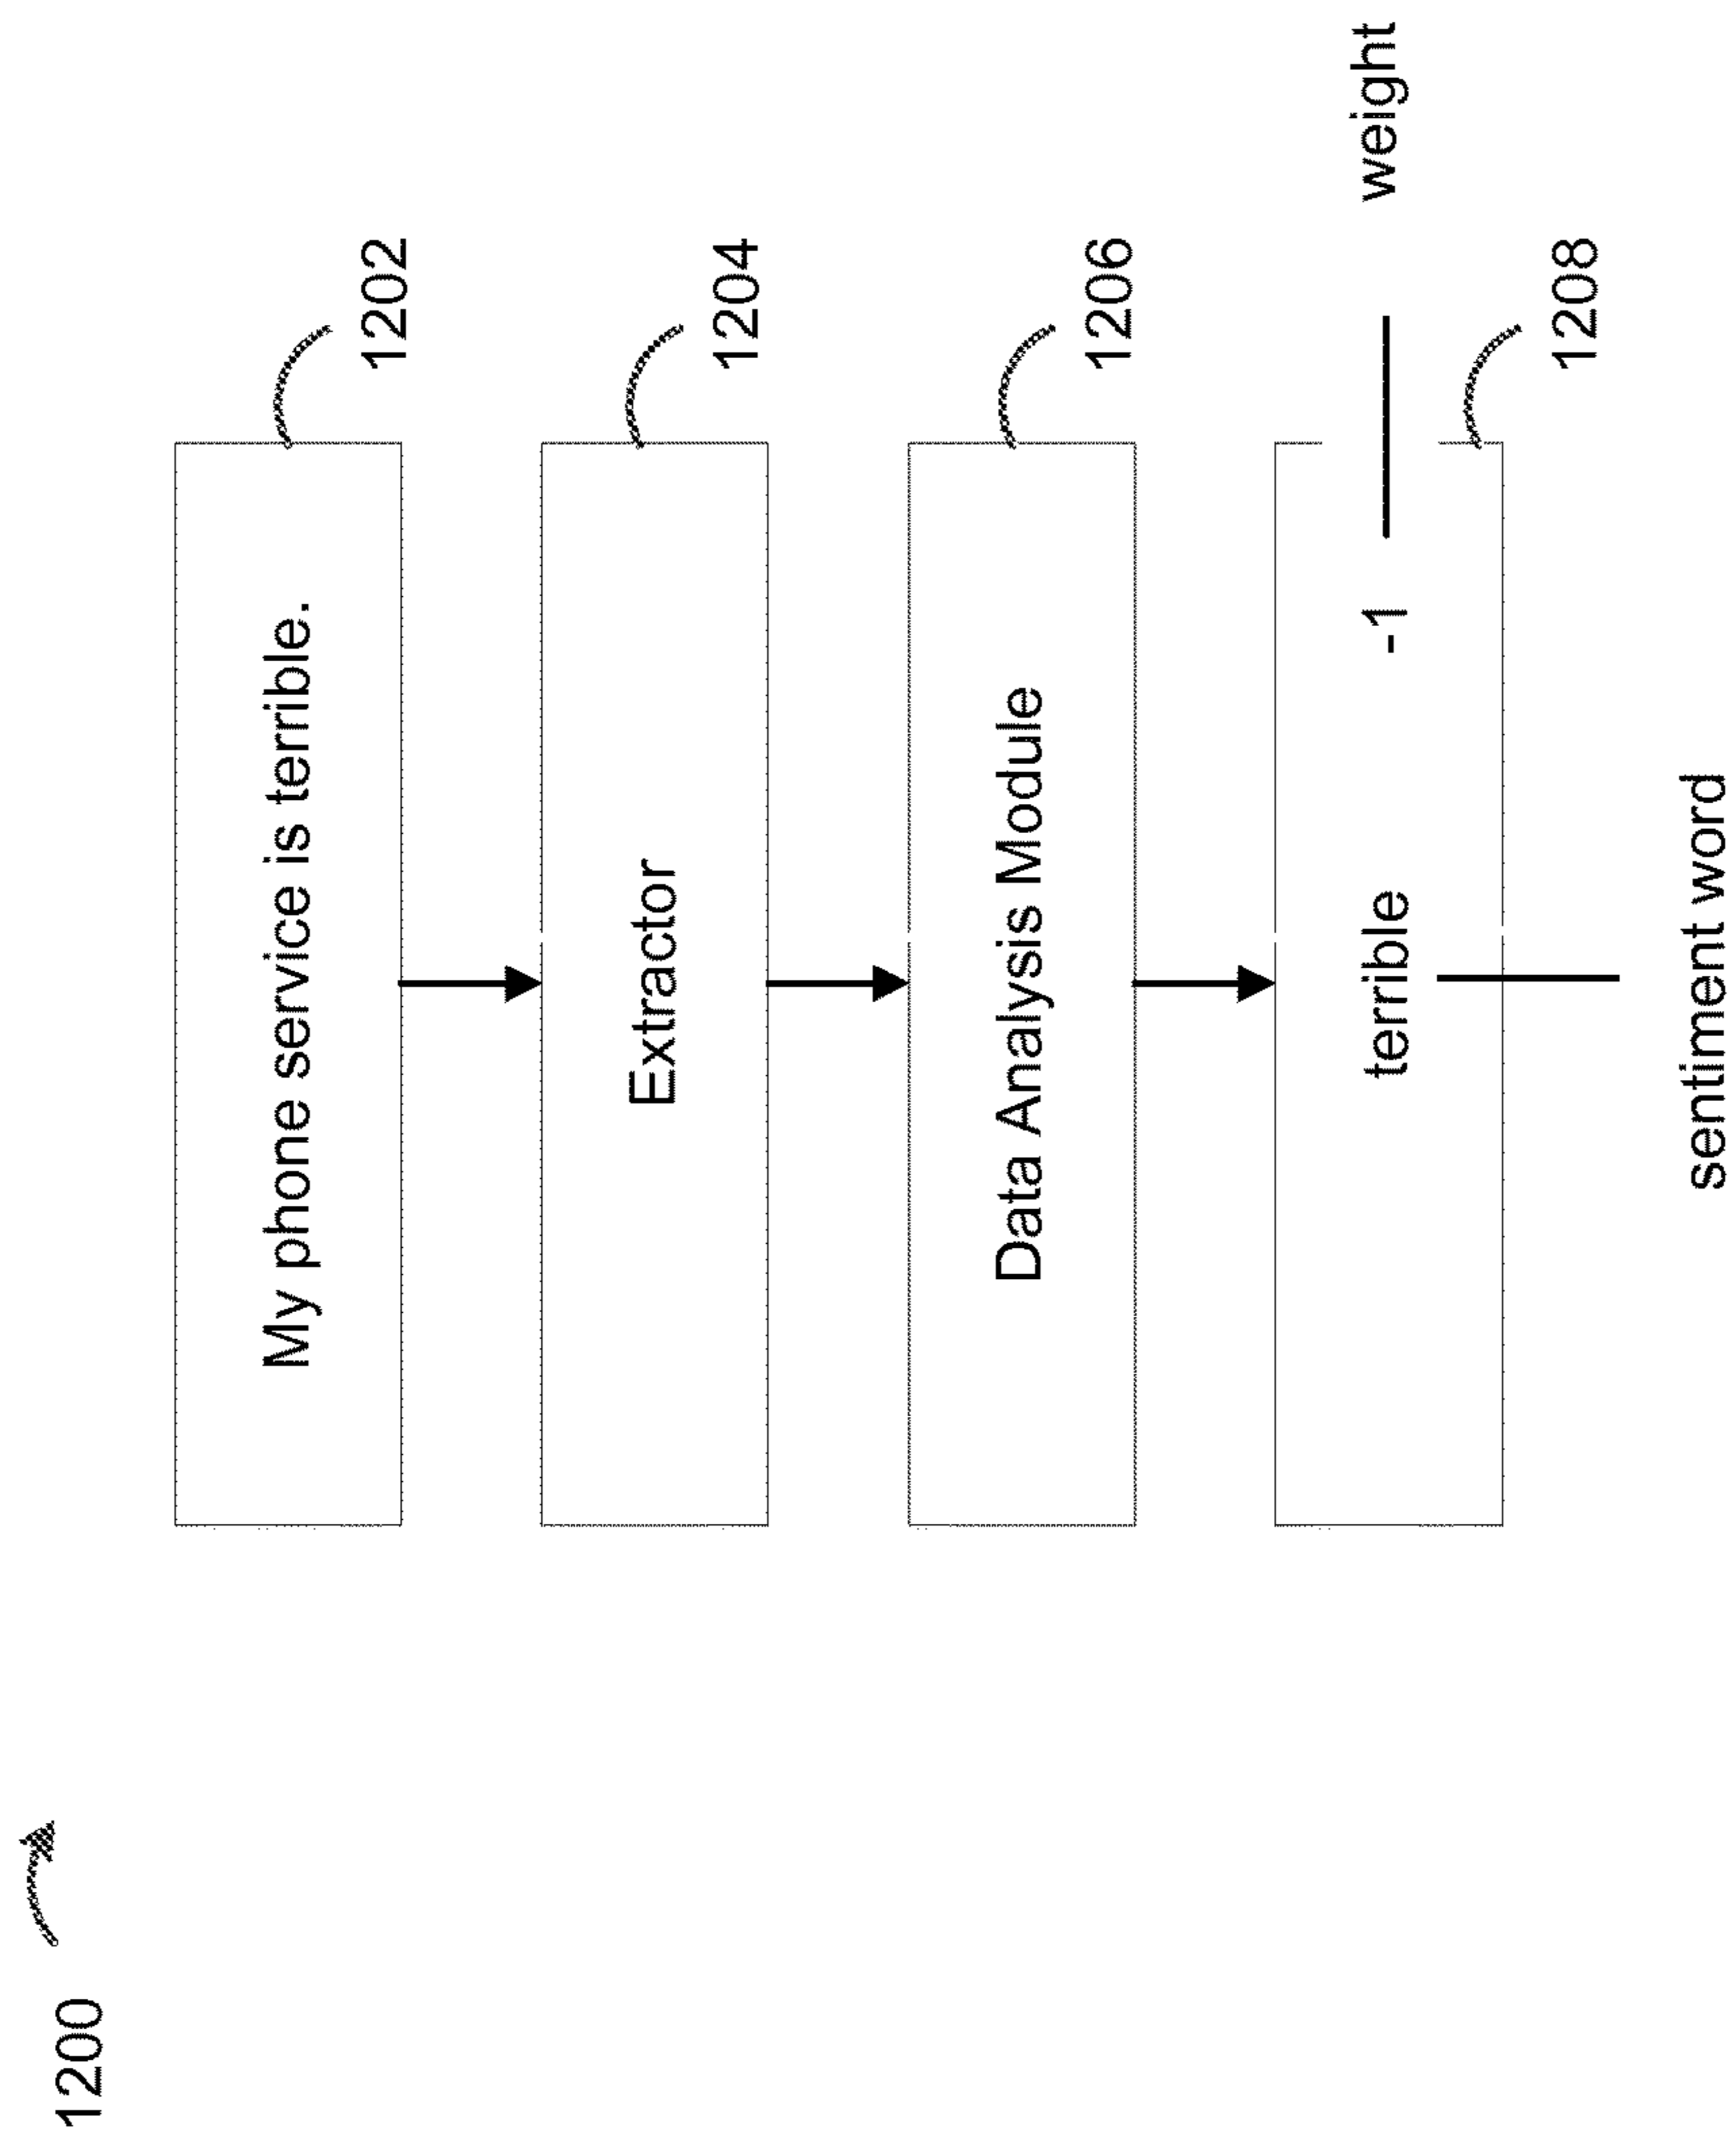 1200
My phone service is terrible.
1202
Extractor
1204
Data Analysis Module
1206
terrible -1 weight
1208
sentiment word